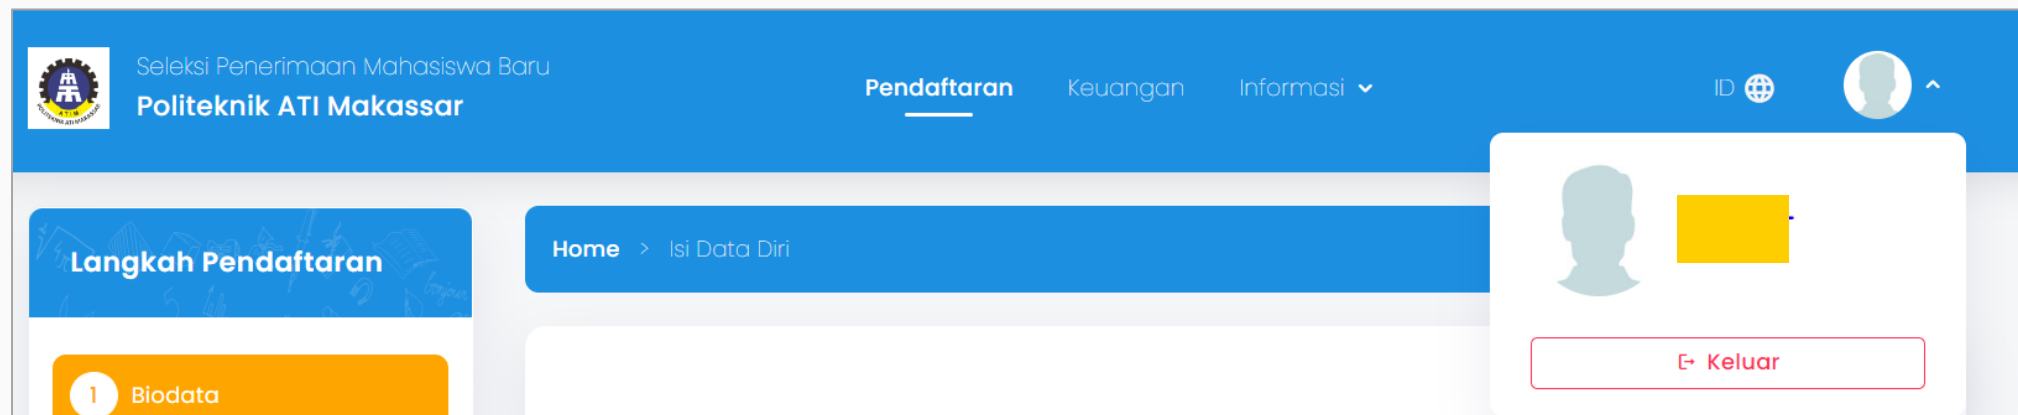 Seleksi Penerimaan Mahasiswa Baru
Politeknik ATI Makassar
Pendaftaran
Keuangan
Informasi
ID
Langkah Pendaftaran
Home > Isi Data Diri
Keluar
1 Biodata